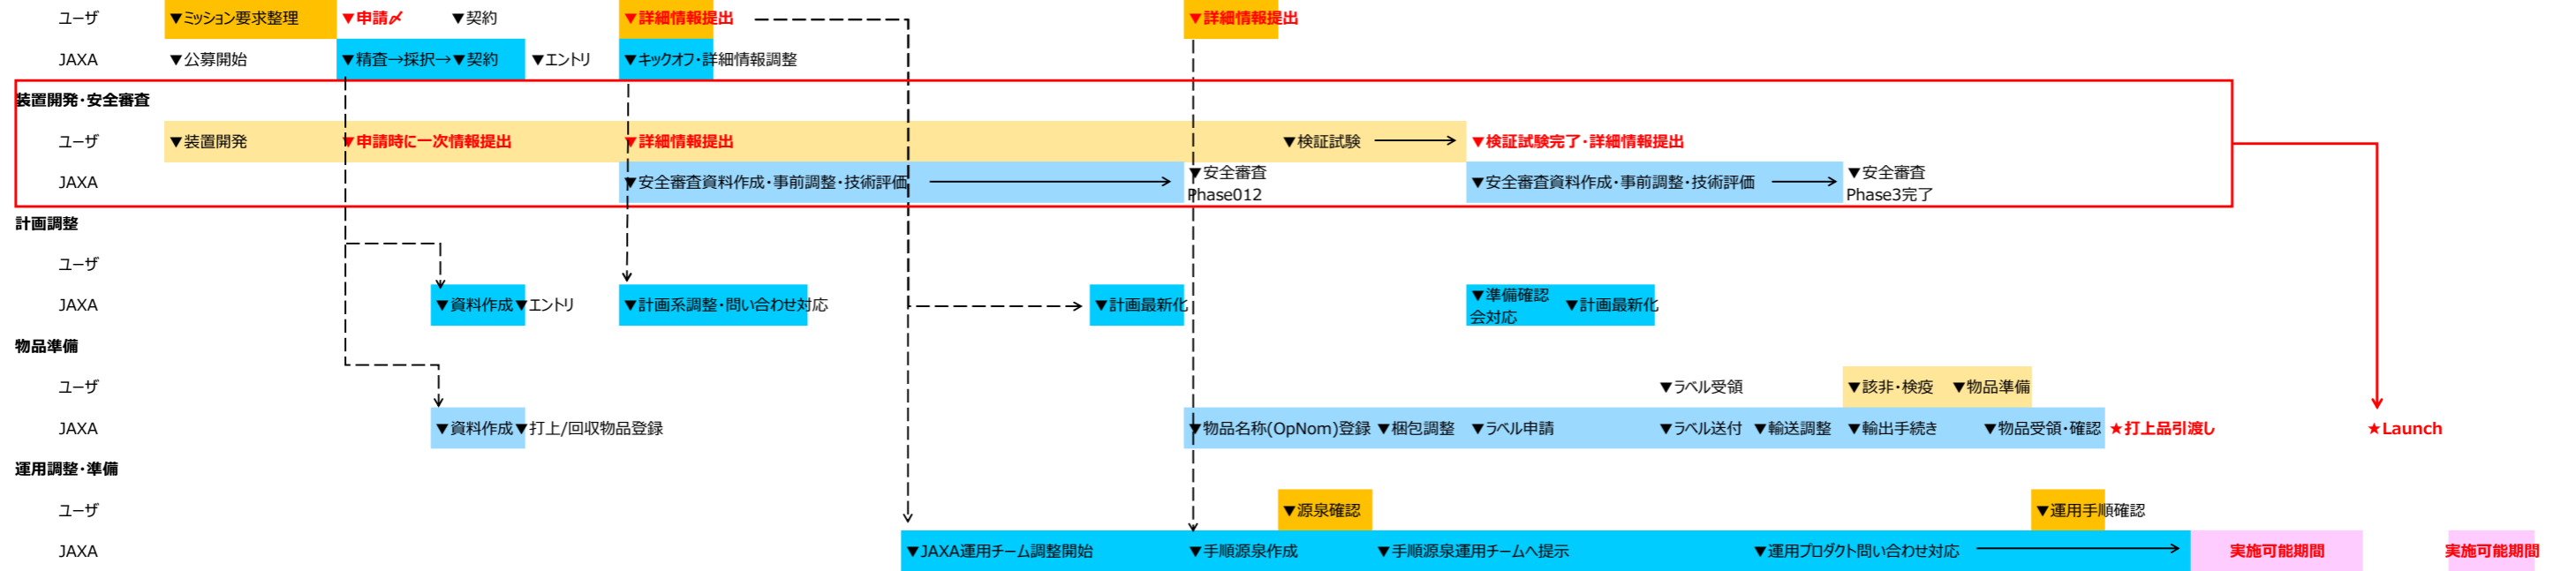 ユーザ ▼ミッション要求整理 ▼申請〆 ▼契約 ▼詳細情報提出 ▼詳細情報提出
JAXA ▼公募開始 ▼精査→採択→▼契約 ▼エントリ ▼キックオフ・詳細情報調整
装置開発・安全審査
ユーザ ▼装置開発 ▼申請時に一次情報提出 ▼詳細情報提出 ▼検証試験 ▼検証試験完了・詳細情報提出
JAXA ▼安全審査資料作成・事前調整・技術評価 ▼安全審査 ▼安全審査資料作成・事前調整・技術評価 ▼安全審査
Phase012 Phase3完了
計画調整
ユーザ
JAXA ▼資料作成 ▼エントリ ▼計画系調整・問い合わせ対応 ▼計画最新化 ▼準備確認 ▼計画最新化
会対応
物品準備
ユーザ ▼ラベル受領 ▼該非・検疫 ▼物品準備
JAXA ▼資料作成 ▼打上/回収物品登録 ▼物品名称(OpNom)登録 ▼梱包調整 ▼ラベル申請 ▼ラベル送付 ▼輸送調整 ▼輸出手続き ▼物品受領・確認 ★打上品引渡し ★Launch
運用調整・準備
ユーザ ▼源泉確認 ▼運用手順確認
JAXA ▼JAXA運用チーム調整開始 ▼手順源泉作成 ▼手順源泉運用チームへ提示 ▼運用プロダクト問い合わせ対応 実施可能期間 実施可能期間